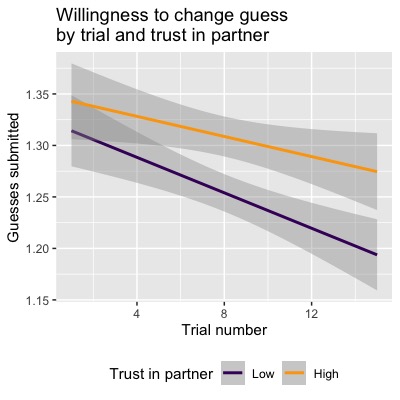 Willingness to change guess
by trial and trust in partner
Guesses submitted
1.35
1.30
1.25
1.20
1.15
4 8 12
Trial number
Trust in partner Low High